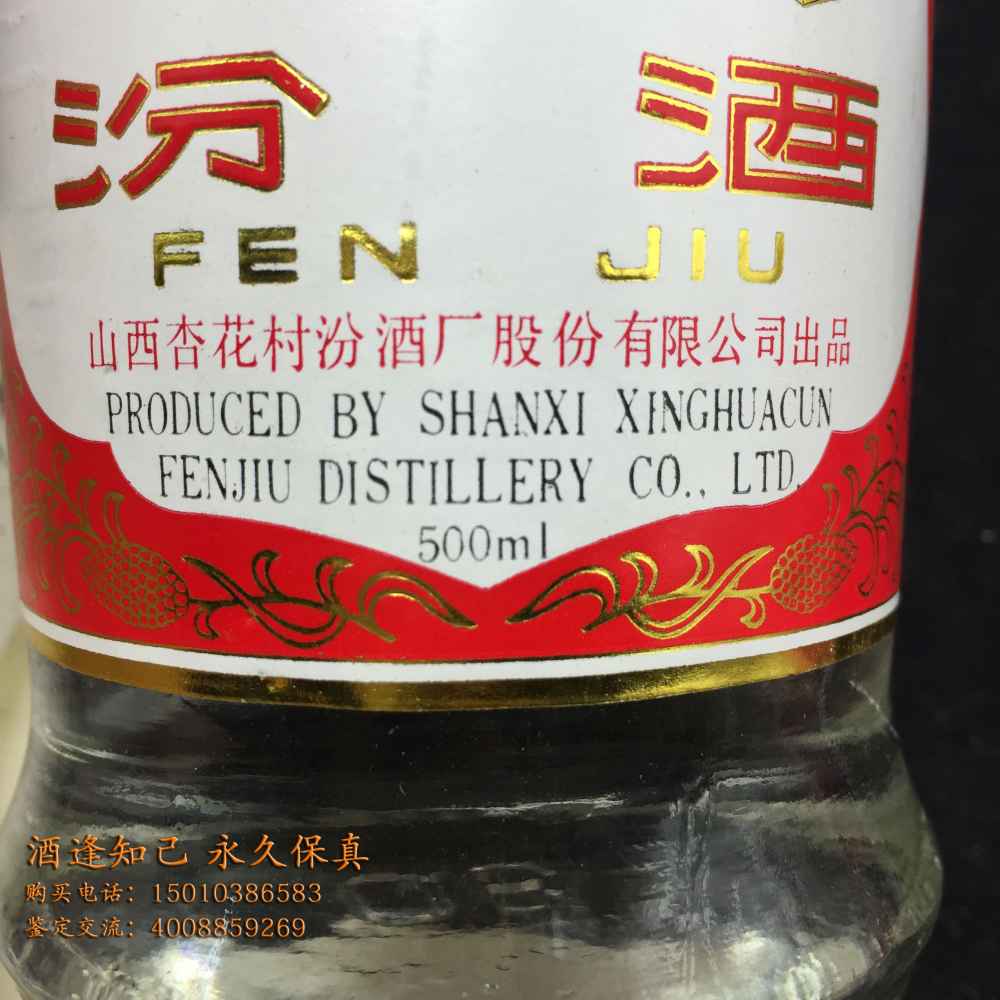 汾酒
FEN JIU
山西杏花村汾酒厂股份有限公司出品
PRODUCED BY SHANXI XINGHUACUN
FENJIU DISTILLERY CO., LTD.
500ml
酒逢知己 永久保真
购买电话：15010386583
鉴定交流：4008859269